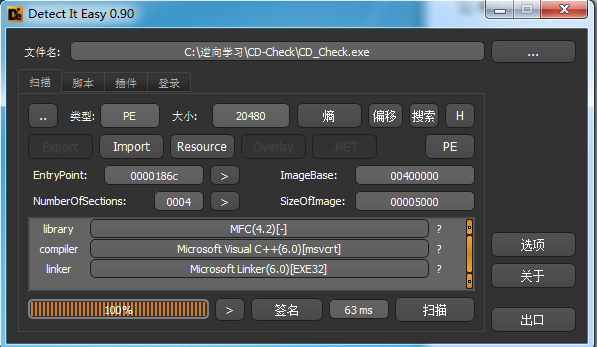 Detect It Easy 0.90
文件名: C:\逆向学习\CD-Check\CD_Check.exe ...
扫描 脚本 插件 登录
.. 类型: PE 大小: 20480 熵 偏移 搜索 H
Export Import Resource Overlay .NET PE
EntryPoint: 0000186c > ImageBase: 00400000
NumberOfSections: 0004 > SizeOfImage: 00005000
library MFC(4.2)[-] ?
compiler Microsoft Visual C++(6.0)[msvcrt] ?
linker Microsoft Linker(6.0)[EXE32] ?
选项
关于
100% > 签名 63 ms 扫描
出口